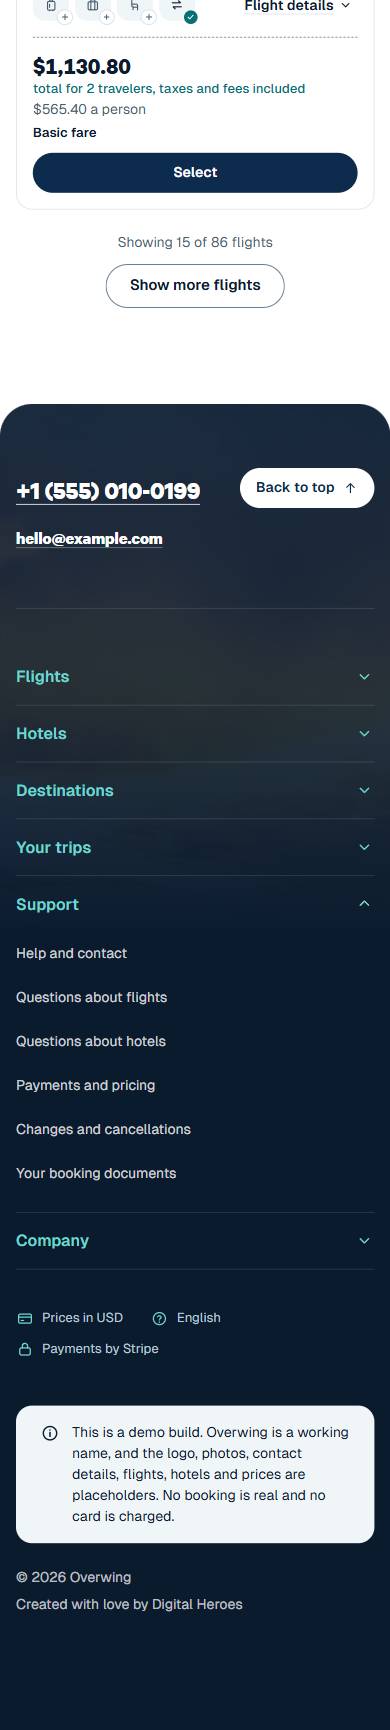 Flight details
$1,130.80
total for 2 travelers, taxes and fees included
$565.40 a person
Basic fare
Select
Showing 15 of 86 flights
Show more flights
+1 (555) 010-0199
Back to top
hello@example.com
Flights
Hotels
Destinations
Your trips
Support
Help and contact
Questions about flights
Questions about hotels
Payments and pricing
Changes and cancellations
Your booking documents
Company
Prices in USD
English
Payments by Stripe
This is a demo build. Overwing is a working
name, and the logo, photos, contact
details, flights, hotels and prices are
placeholders. No booking is real and no
card is charged.
© 2026 Overwing
Created with love by Digital Heroes